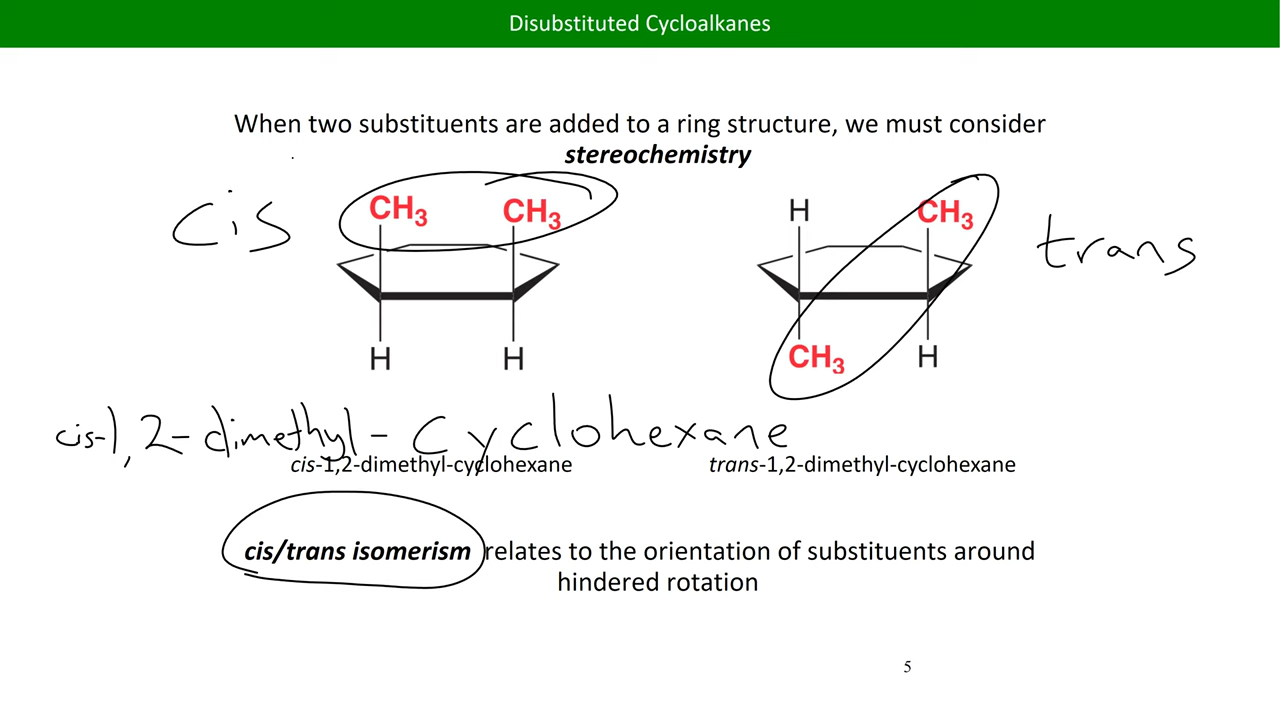 Disubstituted Cycloalkanes
When two substituents are added to a ring structure, we must consider
stereochemistry
cis
CH3 CH3
H CH3
trans
H H
CH3 H
cis-1,2-dimethyl-cyclohexane
cis-1,2-dimethyl-cyclohexane
trans-1,2-dimethyl-cyclohexane
cis/trans isomerism relates to the orientation of substituents around
hindered rotation
5